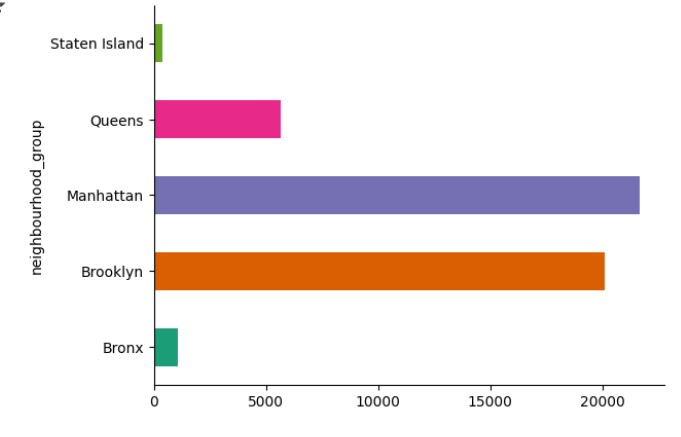 Staten Island
Queens
Manhattan
Brooklyn
Bronx
neighbourhood_group
0 5000 10000 15000 20000